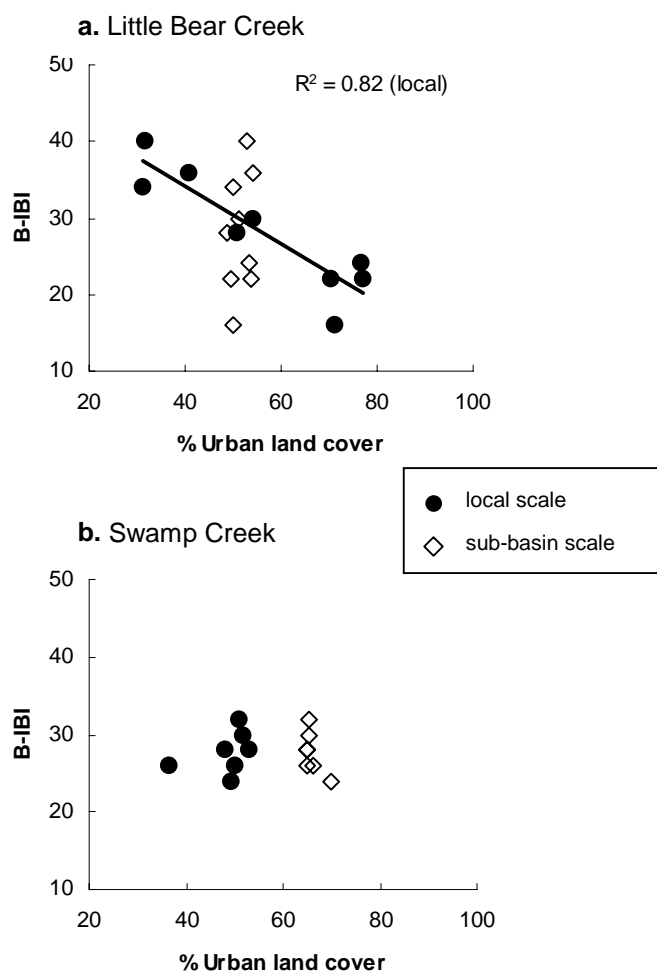 a. Little Bear Creek
50
R² = 0.82 (local)
40
30
20
10
B-IBI
20 40 60 80 100
% Urban land cover
local scale
sub-basin scale
b. Swamp Creek
50
40
30
20
10
B-IBI
20 40 60 80 100
% Urban land cover